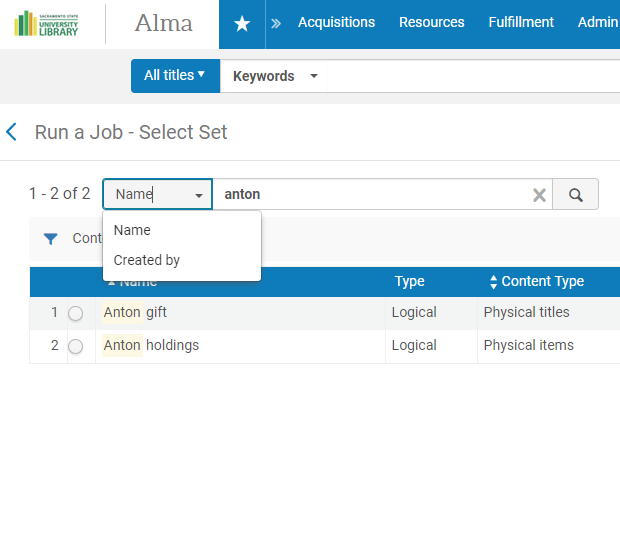 SACRAMENTO STATE
UNIVERSITY
LIBRARY
Alma
Acquisitions Resources Fulfillment Admin
All titles Keywords
Run a Job - Select Set
1 - 2 of 2 Name anton
Name
Cont
Created by
Name Type Content Type
1 Anton gift Logical Physical titles
2 Anton holdings Logical Physical items